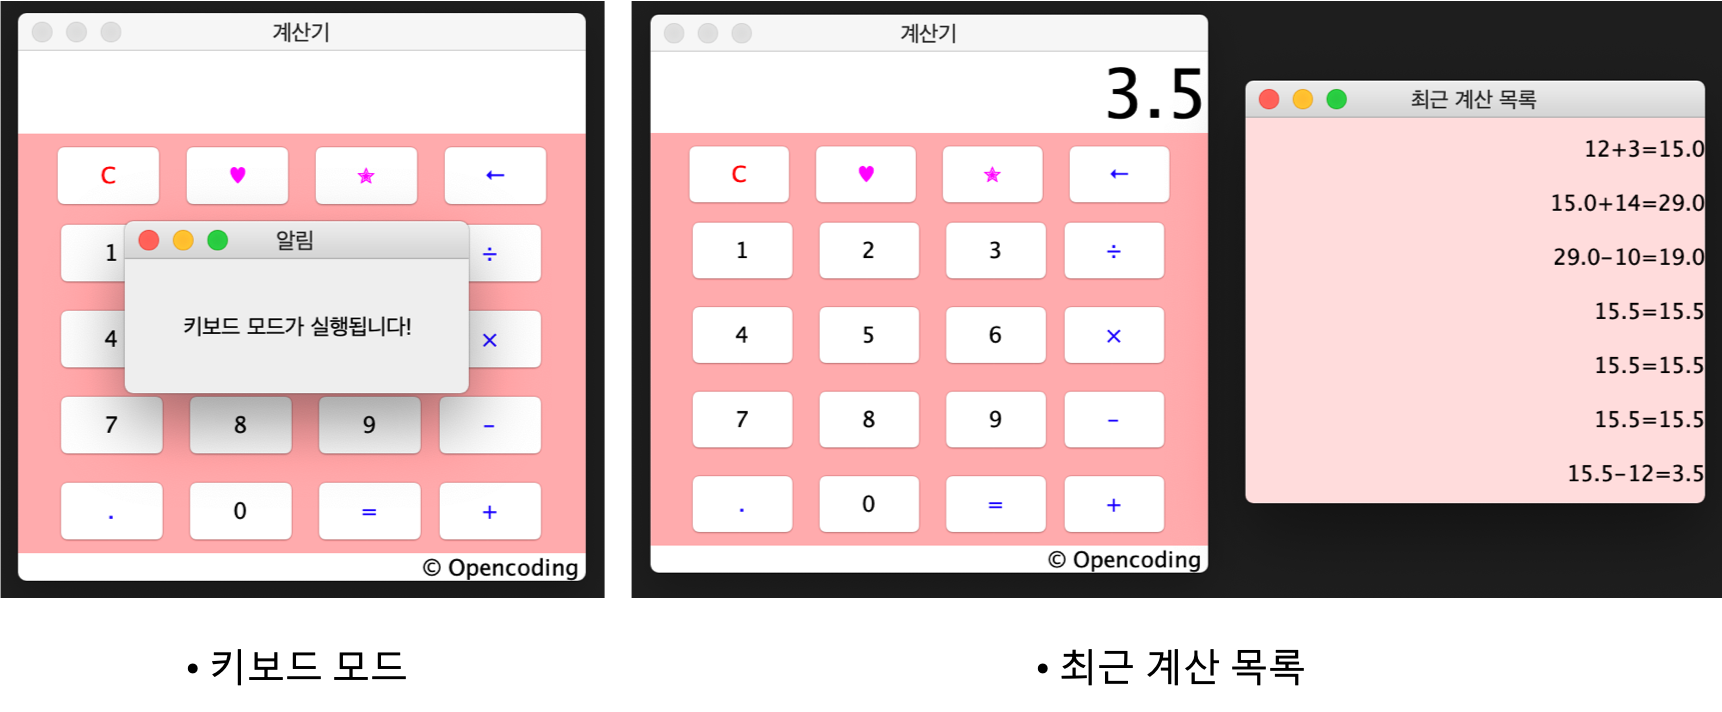 계산기
C ♥ ✯ ←
1 ÷
알림
키보드 모드가 실행됩니다!
4 ×
7 8 9 -
. 0 = +
© Opencoding
계산기
3.5
C ♥ ✯ ←
1 2 3 ÷
4 5 6 ×
7 8 9 -
. 0 = +
© Opencoding
최근 계산 목록
12+3=15.0
15.0+14=29.0
29.0-10=19.0
15.5=15.5
15.5=15.5
15.5=15.5
15.5-12=3.5
• 키보드 모드
• 최근 계산 목록